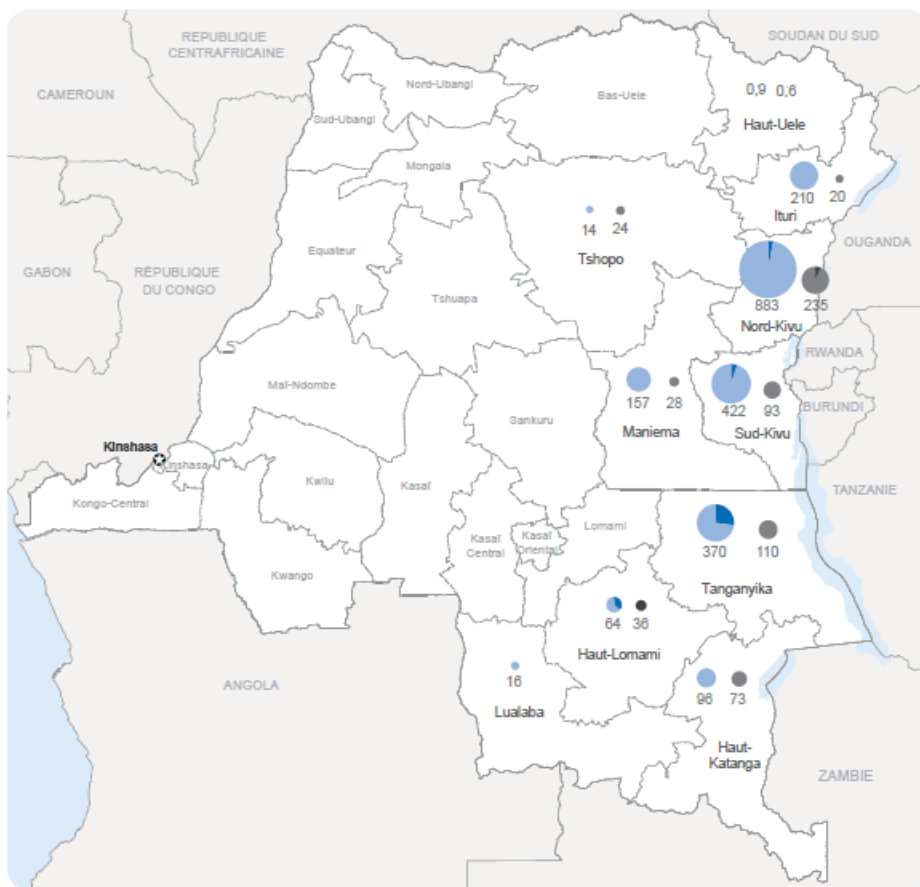 REPUBLIQUE
CENTRAFRICAINE
SOUDAN DU SUD
CAMEROUN
Nord-Ubangi
Bas-Uele
0,9 0,6
Haut-Uele
Sud-Ubangi
Mongala
210 20
Ituri
14 24
Tshopo
Equateur
OUGANDA
GABON
RÉPUBLIQUE
DU CONGO
Tshuapa
883 235
Nord-Kivu
RWANDA
Maï-Ndombe
157 28
Maniema
422 93
Sud-Kivu
BURUNDI
Sankuru
Kinshasa
Kinshasa
Kwilu
Kasaï
TANZANIE
Kongo-Central
Lomami
Kasaï
Central
Kasaï
Oriental
370 110
Tanganyika
Kwango
64 36
Haut-Lomami
ANGOLA
16
Lualaba
96 73
Haut-
Katanga
ZAMBIE